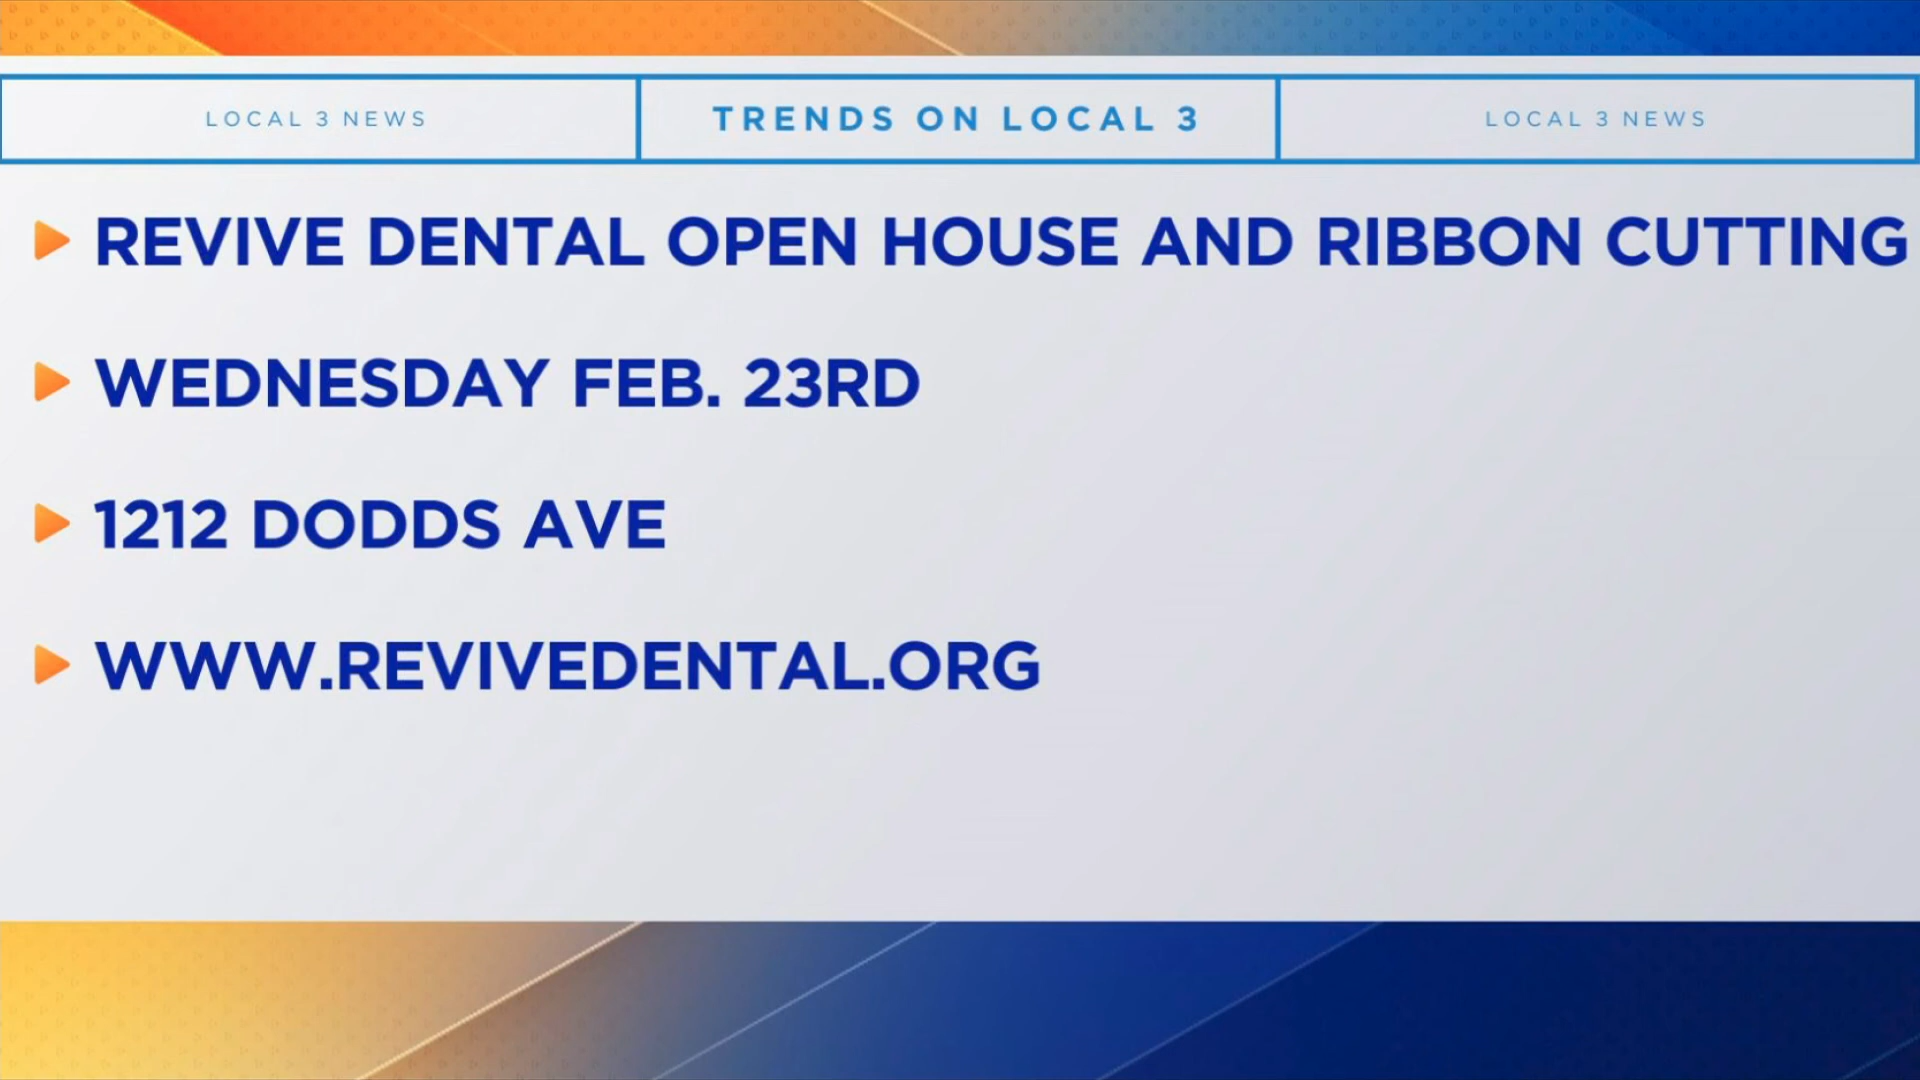 LOCAL 3 NEWS
TRENDS ON LOCAL 3
LOCAL 3 NEWS
REVIVE DENTAL OPEN HOUSE AND RIBBON CUTTING
WEDNESDAY FEB. 23RD
1212 DODDS AVE
WWW.REVIVEDENTAL.ORG